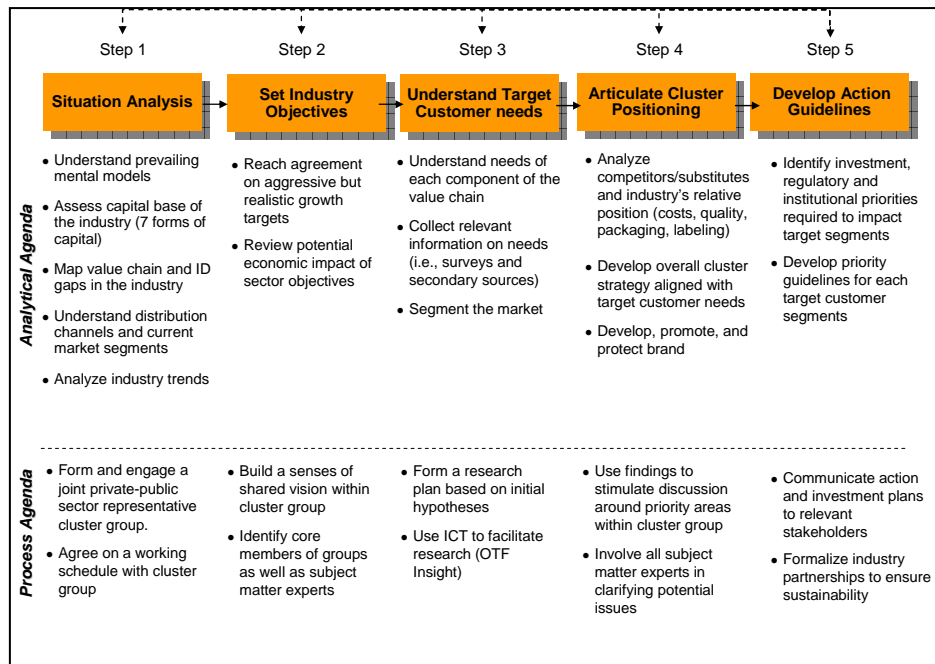 Step 1
Step 2
Step 3
Step 4
Step 5
Situation Analysis
Set Industry
Objectives
Understand Target
Customer needs
Articulate Cluster
Positioning
Develop Action
Guidelines
Analytical Agenda
• Understand prevailing
mental models
• Assess capital base of
the industry (7 forms of
capital)
• Map value chain and ID
gaps in the industry
• Understand distribution
channels and current
market segments
• Analyze industry trends
• Reach agreement
on aggressive but
realistic growth
targets
• Review potential
economic impact of
sector objectives
• Understand needs of
each component of the
value chain
• Collect relevant
information on needs
(i.e., surveys and
secondary sources)
• Segment the market
• Analyze
competitors/substitutes
and industry's relative
position (costs, quality,
packaging, labeling)
• Develop overall cluster
strategy aligned with
target customer needs
• Develop, promote, and
protect brand
• Identify investment,
regulatory and
institutional priorities
required to impact
target segments
• Develop priority
guidelines for each
target customer
segments
Process Agenda
• Form and engage a
joint private-public
sector representative
cluster group.
• Agree on a working
schedule with cluster
group
• Build a senses of
shared vision within
cluster group
• Identify core
members of groups
as well as subject
matter experts
• Form a research
plan based on initial
hypotheses
• Use ICT to facilitate
research (OTF
Insight)
• Use findings to
stimulate discussion
around priority areas
within cluster group
• Involve all subject
matter experts in
clarifying potential
issues
• Communicate action
and investment plans to
relevant
stakeholders
• Formalize industry
partnerships to ensure
sustainability